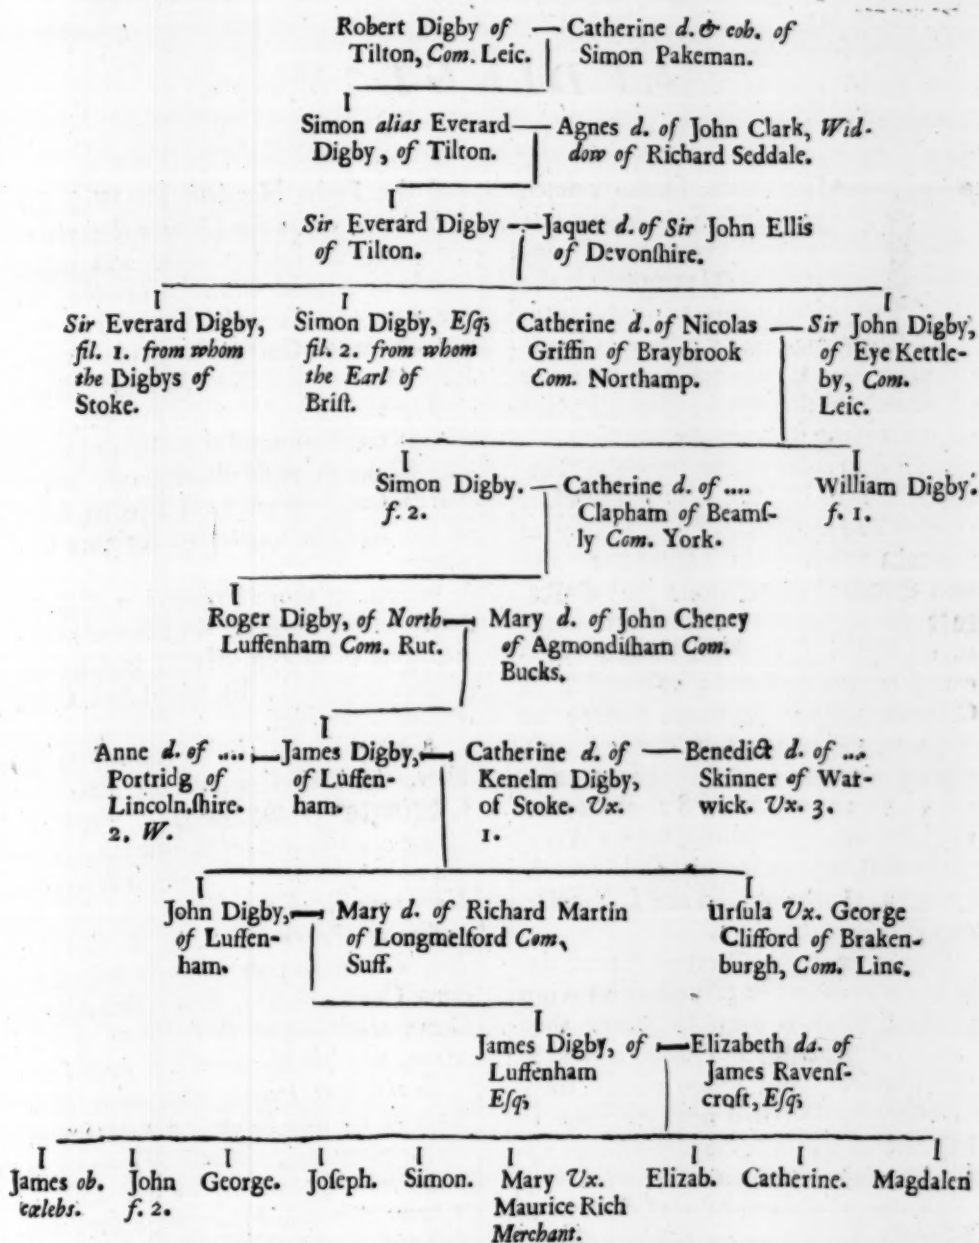 Robert Digby of — Catherine d. & coh. of
Tilton, Com. Leic. Simon Pakeman.
Simon alias Everard — Agnes d. of John Clark, Wid-
Digby, of Tilton. dow of Richard Seddale.
Sir Everard Digby — Jaquet d. of Sir John Ellis
of Tilton. of Devonſhire.
Sir Everard Digby,
fil. 1. from whom
the Digbys of
Stoke.
Simon Digby, Eſq;
fil. 2. from whom
the Earl of
Briſt.
Catherine d. of Nicolas
Griffin of Braybrook
Com. Northamp.
— Sir John Digby,
of Eye Kettle-
by, Com.
Leic.
Simon Digby.
f. 2.
— Catherine d. of ....
Clapham of Beamſ-
ly Com. York.
William Digby.
f. 1.
Roger Digby, of North
Luffenham Com. Rut.
— Mary d. of John Cheney
of Agmondiſham Com.
Bucks.
Anne d. of ....
Portridg of
Lincoln,ſhire.
2. W.
— James Digby,
of Luffen-
ham.
— Catherine d. of
Kenelm Digby,
of Stoke. Ux.
1.
— Benedict d. of ...
Skinner of War-
wick. Ux. 3.
John Digby,
of Luffen-
ham.
— Mary d. of Richard Martin
of Longmelford Com,
Suff.
Urſula Ux. George
Clifford of Braken-
burgh, Com. Linc.
James Digby, of
Luffenham
Eſq;
— Elizabeth da. of
James Ravenſ-
croft, Eſq;
James ob.
cælebs.
John
f. 2.
George.
Joſeph.
Simon.
Mary Ux.
Maurice Rich
Merchant.
Elizab.
Catherine.
Magdalen